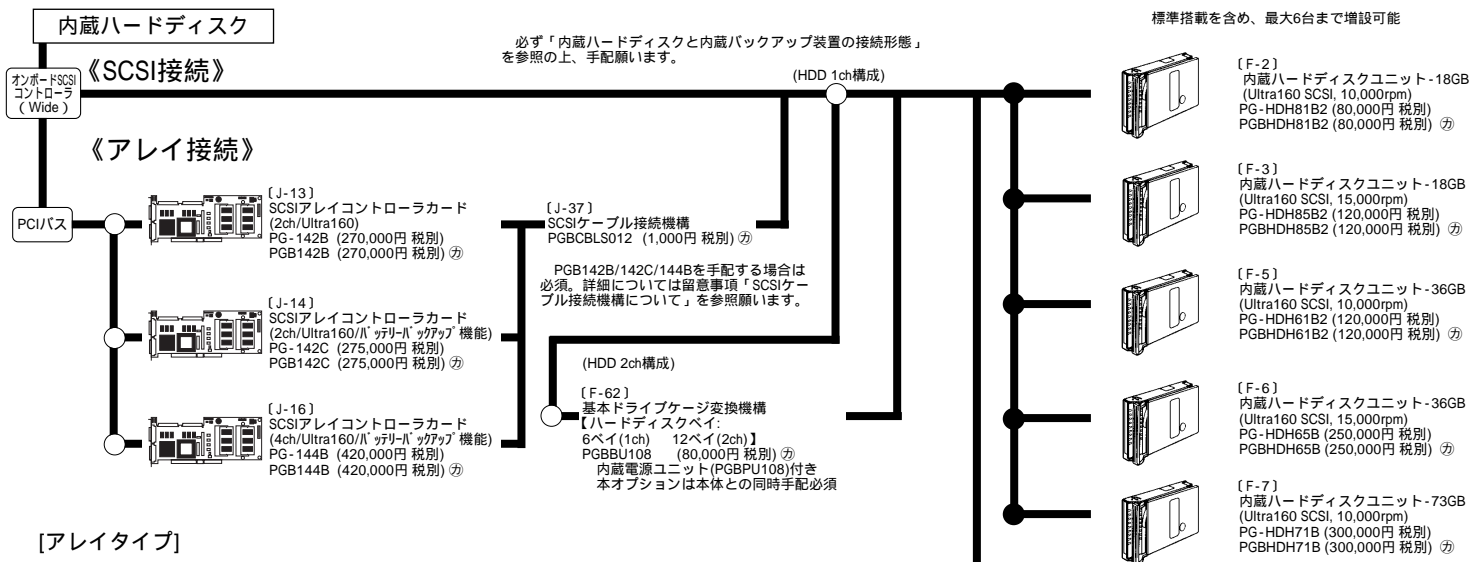 内蔵ハードディスク
標準搭載を含め、最大6台まで増設可能
オンボードSCSI
コントローラ
(Wide)
《SCSI接続》
必ず「内蔵ハードディスクと内蔵バックアップ装置の接続形態」
を参照の上、手配願います。
(HDD 1ch構成)
《アレイ接続》
PCIバス
〔J-13〕
SCSIアレイコントローラカード
(2ch/Ultra160)
PG-142B (270,000円 税別)
PGB142B (270,000円 税別) ㋕
〔J-14〕
SCSIアレイコントローラカード
(2ch/Ultra160/バッテリーバックアップ機能)
PG-142C (275,000円 税別)
PGB142C (275,000円 税別) ㋕
〔J-16〕
SCSIアレイコントローラカード
(4ch/Ultra160/バッテリーバックアップ機能)
PG-144B (420,000円 税別)
PGB144B (420,000円 税別) ㋕
〔J-37〕
SCSIケーブル接続機構
PGBCBLS012 (1,000円 税別) ㋕
PGB142B/142C/144Bを手配する場合は
必須。詳細については留意事項「SCSIケー
ブル接続機構について」を参照願います。
(HDD 2ch構成)
〔F-62〕
基本ドライブケージ変換機構
【ハードディスクベイ:
6ベイ(1ch) 12ベイ(2ch)】
PGBBU108 (80,000円 税別) ㋕
内蔵電源ユニット(PGBPU108)付き
本オプションは本体との同時手配必須
〔F-2〕
内蔵ハードディスクユニット-18GB
(Ultra160 SCSI, 10,000rpm)
PG-HDH81B2 (80,000円 税別)
PGBHDH81B2 (80,000円 税別) ㋕
〔F-3〕
内蔵ハードディスクユニット-18GB
(Ultra160 SCSI, 15,000rpm)
PG-HDH85B2 (120,000円 税別)
PGBHDH85B2 (120,000円 税別) ㋕
〔F-5〕
内蔵ハードディスクユニット-36GB
(Ultra160 SCSI, 10,000rpm)
PG-HDH61B2 (120,000円 税別)
PGBHDH61B2 (120,000円 税別) ㋕
〔F-6〕
内蔵ハードディスクユニット-36GB
(Ultra160 SCSI, 15,000rpm)
PG-HDH65B (250,000円 税別)
PGBHDH65B (250,000円 税別) ㋕
〔F-7〕
内蔵ハードディスクユニット-73GB
(Ultra160 SCSI, 10,000rpm)
PG-HDH71B (300,000円 税別)
PGBHDH71B (300,000円 税別) ㋕
[アレイタイプ]